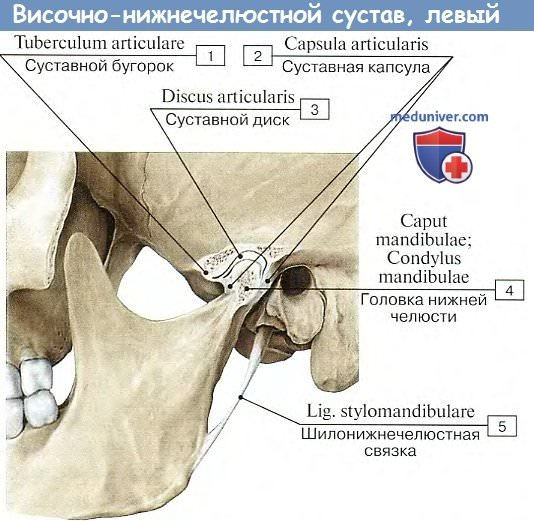 Височно-нижнечелюстной сустав, левый
Tuberculum articulare
Суставной бугорок
1
2
Capsula articularis
Суставная капсула
Discus articularis
Суставной диск
3
meduniver.com
Caput
mandibulae;
Condylus
mandibulae
4
Головка нижней
челюсти
Lig. stylomandibulare
5
Шилонижнечелюстная
связка